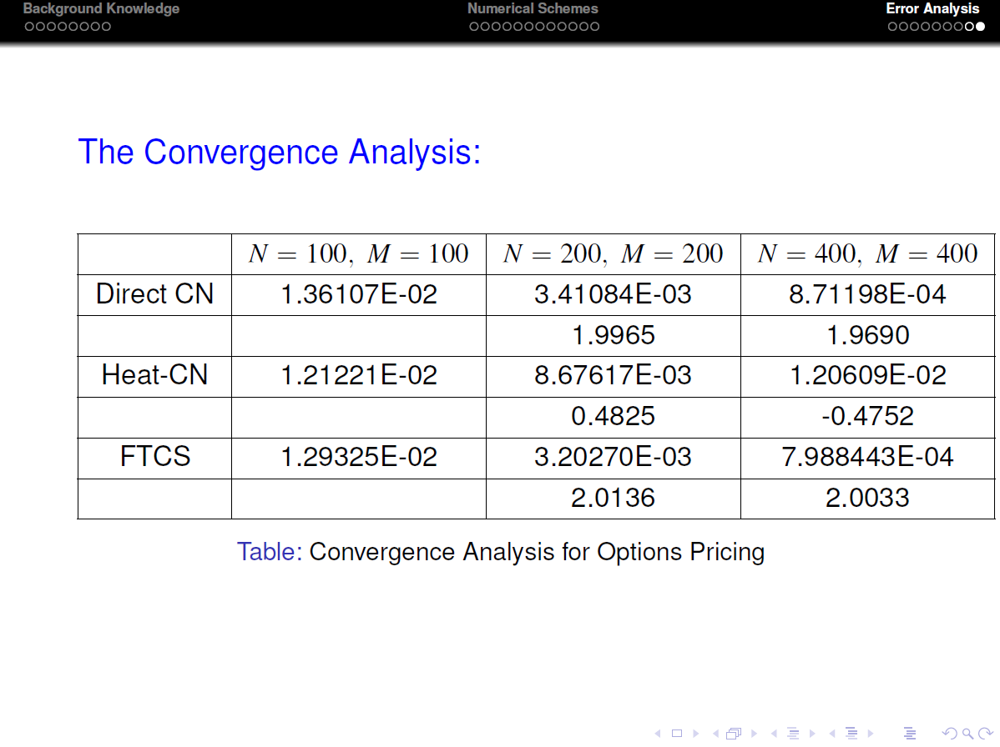 Background Knowledge Numerical Schemes Error Analysis
The Convergence Analysis:
N = 100, M = 100 N = 200, M = 200 N = 400, M = 400
Direct CN 1.36107E-02 3.41084E-03 8.71198E-04
1.9965 1.9690
Heat-CN 1.21221E-02 8.67617E-03 1.20609E-02
0.4825 -0.4752
FTCS 1.29325E-02 3.20270E-03 7.988443E-04
2.0136 2.0033
Table: Convergence Analysis for Options Pricing